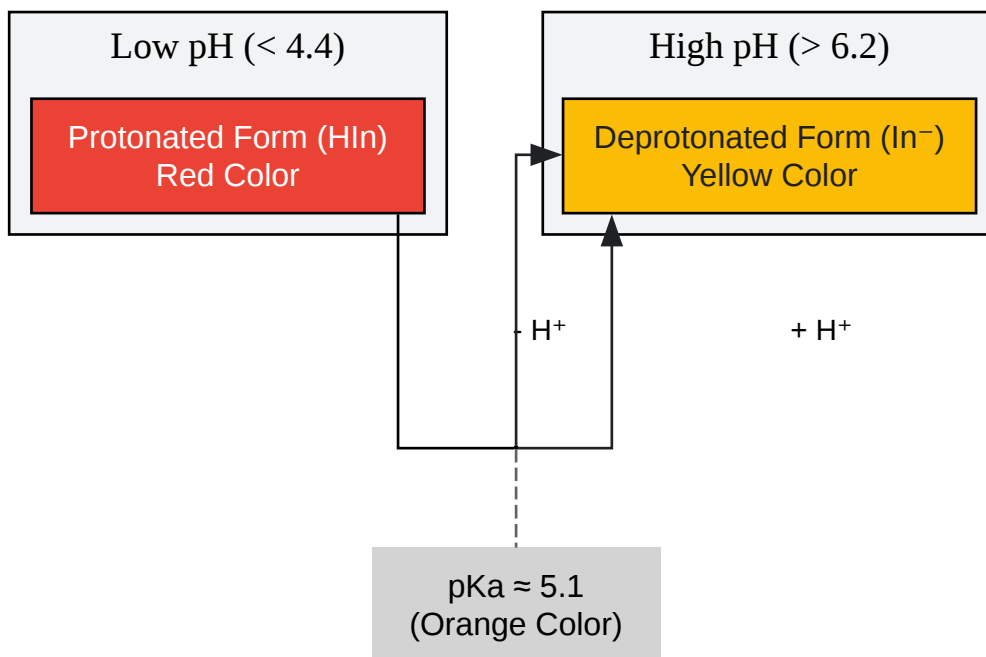 Low pH (< 4.4)
Protonated Form (HIn)
Red Color
High pH (> 6.2)
Deprotonated Form (In⁻)
Yellow Color
- H⁺
+ H⁺
pKa ≈ 5.1
(Orange Color)